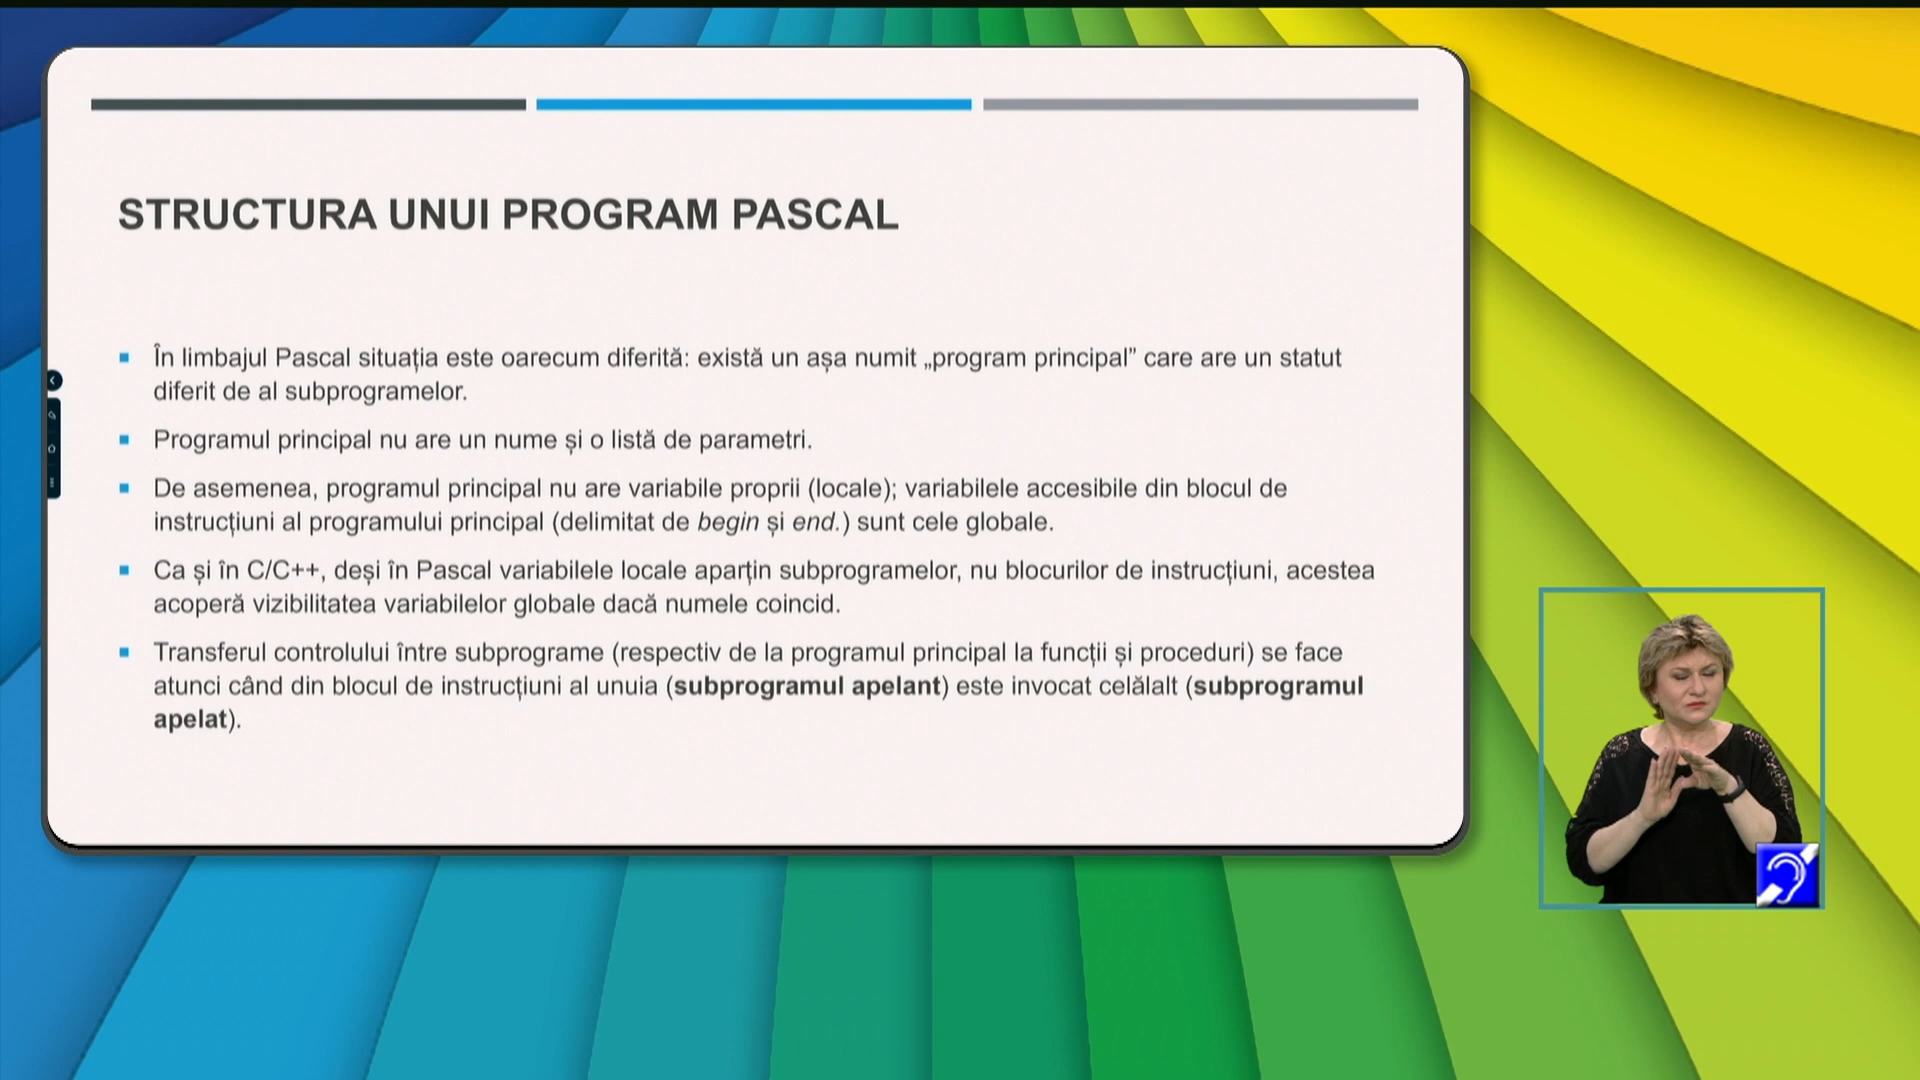 STRUCTURA UNUI PROGRAM PASCAL
În limbajul Pascal situația este oarecum diferită: există un așa numit „program principal” care are un statut
diferit de al subprogramelor.
Programul principal nu are un nume și o listă de parametri.
De asemenea, programul principal nu are variabile proprii (locale); variabilele accesibile din blocul de
instrucțiuni al programului principal (delimitat de begin și end.) sunt cele globale.
Ca și în C/C++, deși în Pascal variabilele locale aparțin subprogramelor, nu blocurilor de instrucțiuni, acestea
acoperă vizibilitatea variabilelor globale dacă numele coincid.
Transferul controlului între subprograme (respectiv de la programul principal la funcții și proceduri) se face
atunci când din blocul de instrucțiuni al unuia (subprogramul apelant) este invocat celălalt (subprogramul
apelat).